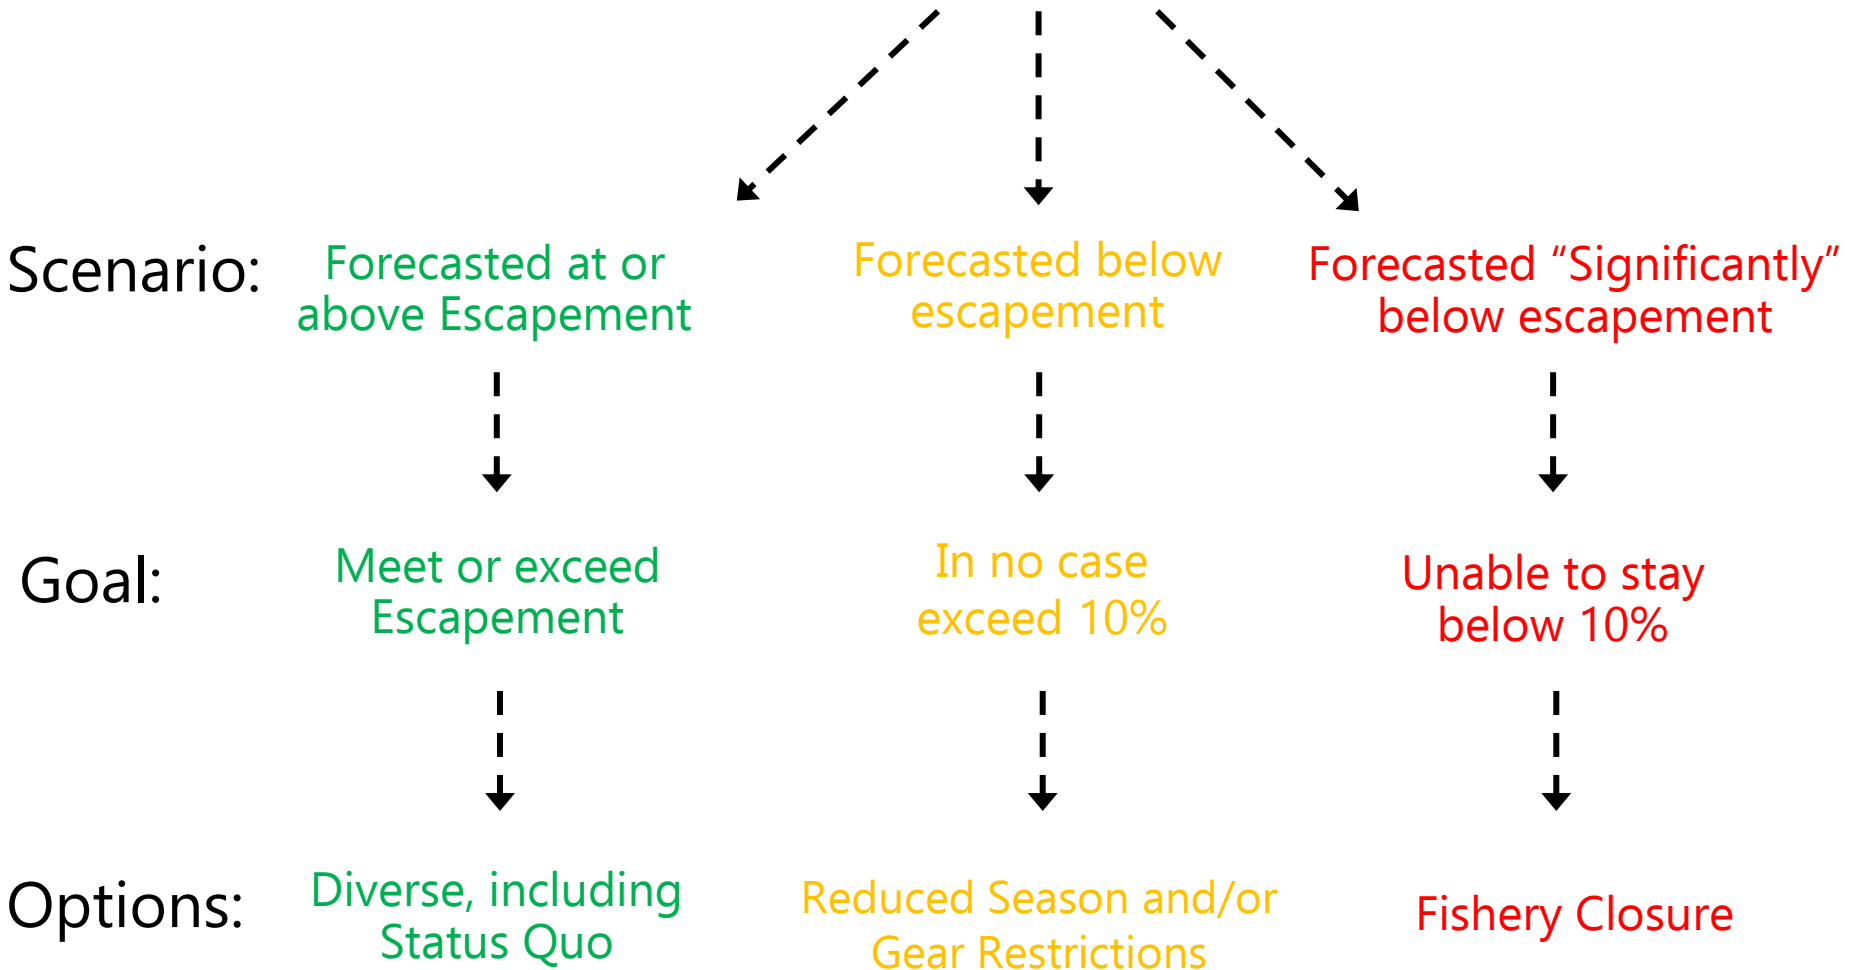 Scenario:
Forecasted at or
above Escapement
Forecasted below
escapement
Forecasted “Significantly”
below escapement
Goal:
Meet or exceed
Escapement
In no case
exceed 10%
Unable to stay
below 10%
Options:
Diverse, including
Status Quo
Reduced Season and/or
Gear Restrictions
Fishery Closure